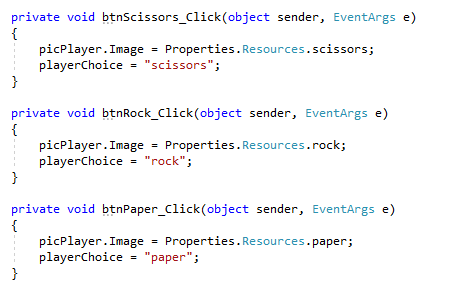 private void btnScissors_Click(object sender, EventArgs e)
{
picPlayer.Image = Properties.Resources.scissors;
playerChoice = "scissors";
}
private void btnRock_Click(object sender, EventArgs e)
{
picPlayer.Image = Properties.Resources.rock;
playerChoice = "rock";
}
private void btnPaper_Click(object sender, EventArgs e)
{
picPlayer.Image = Properties.Resources.paper;
playerChoice = "paper";
}